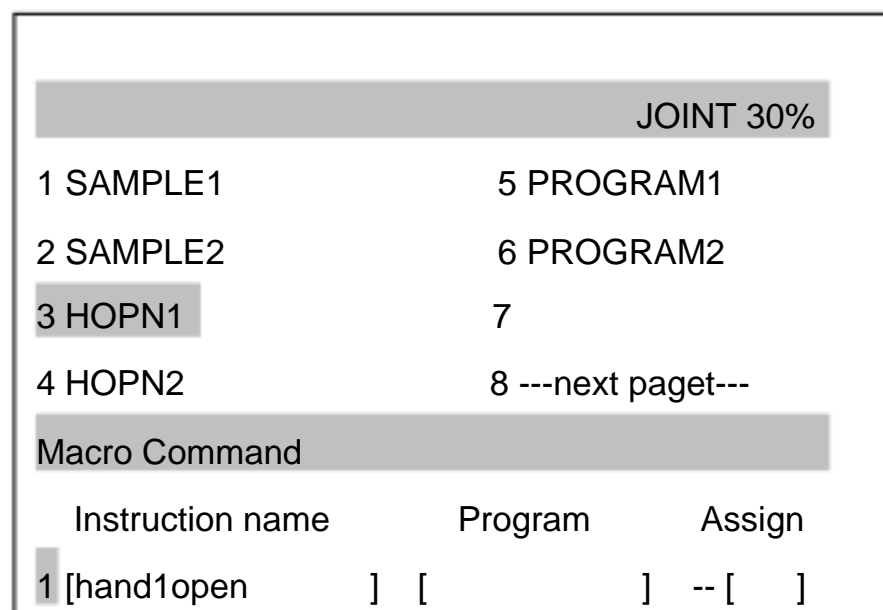 JOINT 30%
1 SAMPLE1 5 PROGRAM1
2 SAMPLE2 6 PROGRAM2
3 HOPN1 7
4 HOPN2 8 ---next paget---
Macro Command
Instruction name Program Assign
1 [hand1open ] [ ] -- [ ]